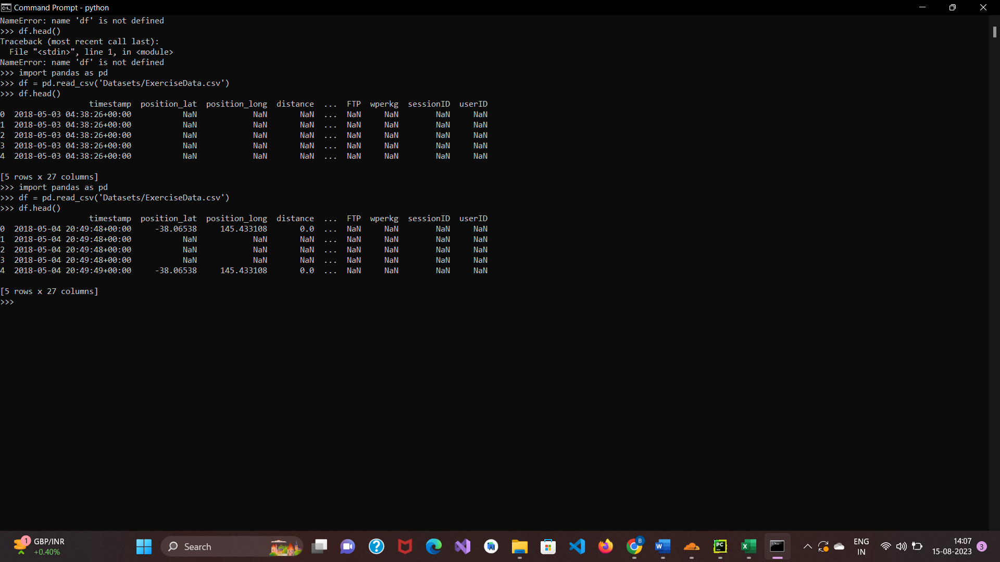 Command Prompt - python
NameError: name 'df' is not defined
>>> df.head()
Traceback (most recent call last):
  File "<stdin>", line 1, in <module>
NameError: name 'df' is not defined
>>> import pandas as pd
>>> df = pd.read_csv('Datasets/ExerciseData.csv')
>>> df.head()
                   timestamp  position_lat  position_long  distance  ...  FTP  wperkg  sessionID  userID
0  2018-05-03 04:38:26+00:00           NaN            NaN       NaN  ...  NaN     NaN        NaN     NaN
1  2018-05-03 04:38:26+00:00           NaN            NaN       NaN  ...  NaN     NaN        NaN     NaN
2  2018-05-03 04:38:26+00:00           NaN            NaN       NaN  ...  NaN     NaN        NaN     NaN
3  2018-05-03 04:38:26+00:00           NaN            NaN       NaN  ...  NaN     NaN        NaN     NaN
4  2018-05-03 04:38:26+00:00           NaN            NaN       NaN  ...  NaN     NaN        NaN     NaN
[5 rows x 27 columns]
>>> import pandas as pd
>>> df = pd.read_csv('Datasets/ExerciseData.csv')
>>> df.head()
                   timestamp  position_lat  position_long  distance  ...  FTP  wperkg  sessionID  userID
0  2018-05-04 20:49:48+00:00     -38.06538     145.433108       0.0  ...  NaN     NaN        NaN     NaN
1  2018-05-04 20:49:48+00:00           NaN            NaN       NaN  ...  NaN     NaN        NaN     NaN
2  2018-05-04 20:49:48+00:00           NaN            NaN       NaN  ...  NaN     NaN        NaN     NaN
3  2018-05-04 20:49:48+00:00           NaN            NaN       NaN  ...  NaN     NaN        NaN     NaN
4  2018-05-04 20:49:49+00:00     -38.06538     145.433108       0.0  ...  NaN     NaN        NaN     NaN
[5 rows x 27 columns]
>>>
1 GBP/INR
+0.40%
Search
B
W
PC
X
ENG
IN
14:07
15-08-2023
3